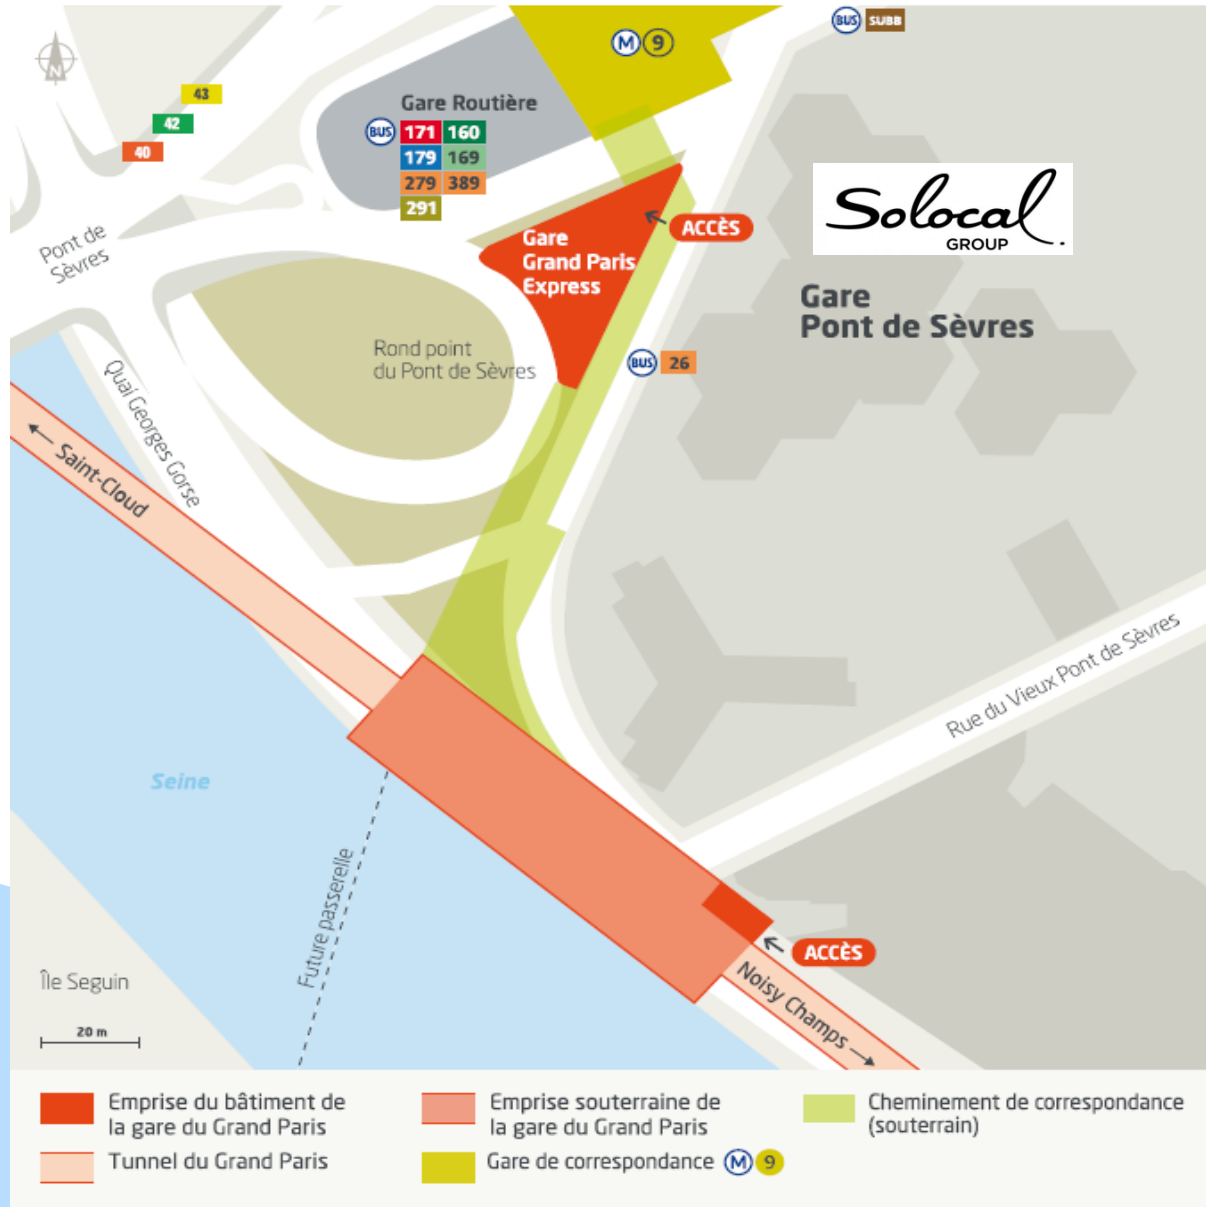 BUS SUBB
M 9
43
42
40
Gare Routière
BUS 171 160
179 169
279 389
291
Solocal
GROUP
ACCÈS
Gare
Grand Paris
Express
Pont de
Sèvres
Gare
Pont de Sèvres
Rond point
du Pont de Sèvres
BUS 26
Quai Georges Gorse
Saint-Cloud
Rue du Vieux Pont de Sèvres
Seine
Future passerelle
ACCÈS
Noisy Champs
Île Seguin
20 m
N
Emprise du bâtiment de
la gare du Grand Paris
Emprise souterraine de
la gare du Grand Paris
Cheminement de correspondance
(souterrain)
Tunnel du Grand Paris
Gare de correspondance M 9